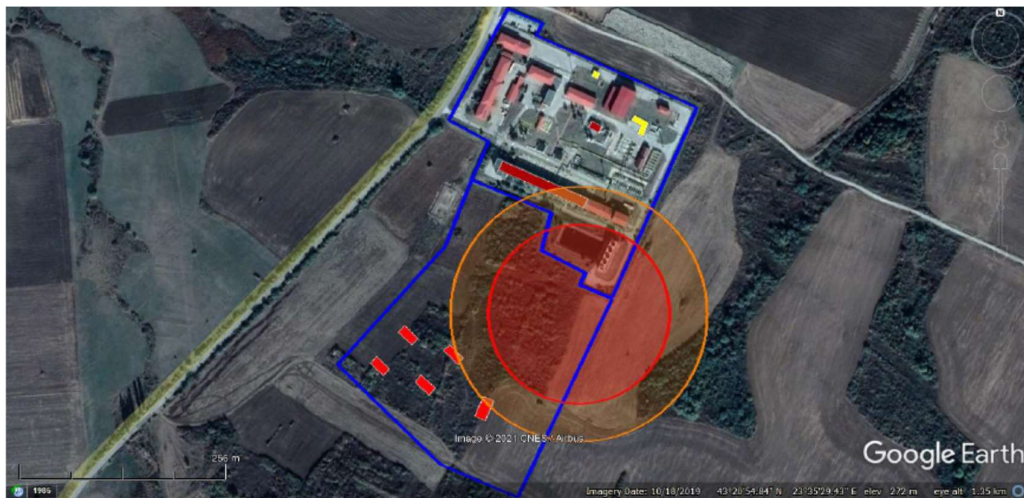 N
Image © 2021 CNES / Airbus
Google Earth
256 m
1985
Imagery Date: 10/18/2019 43°20'54.84" N 23°35'29.43" E elev 272 m eye alt 1.35 km